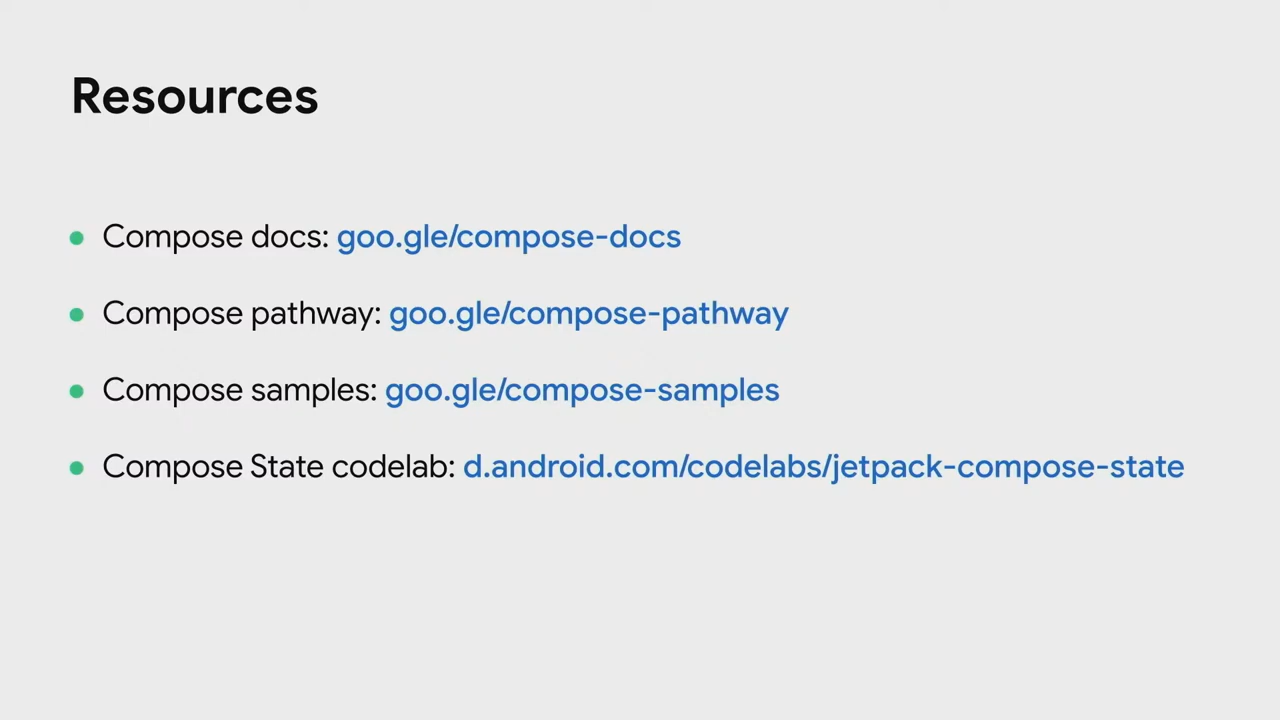 Resources
Compose docs: goo.gle/compose-docs
Compose pathway: goo.gle/compose-pathway
Compose samples: goo.gle/compose-samples
Compose State codelab: d.android.com/codelabs/jetpack-compose-state